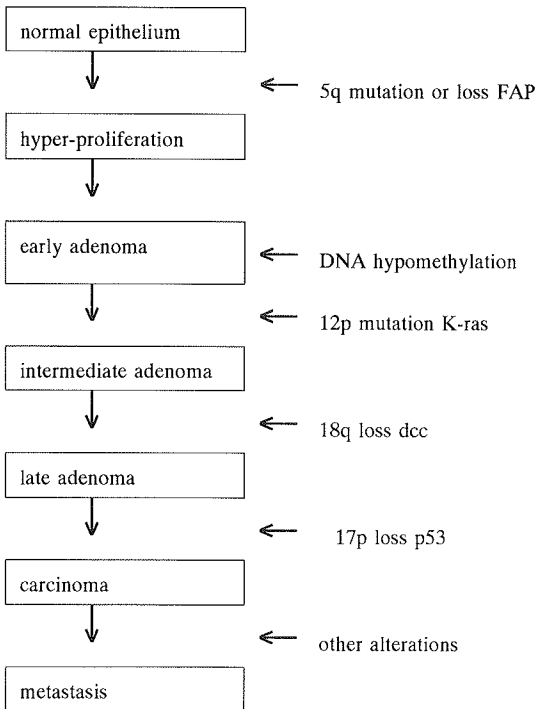 normal epithelium
5q mutation or loss FAP
hyper-proliferation
early adenoma
DNA hypomethylation
12p mutation K-ras
intermediate adenoma
18q loss dcc
late adenoma
17p loss p53
carcinoma
other alterations
metastasis